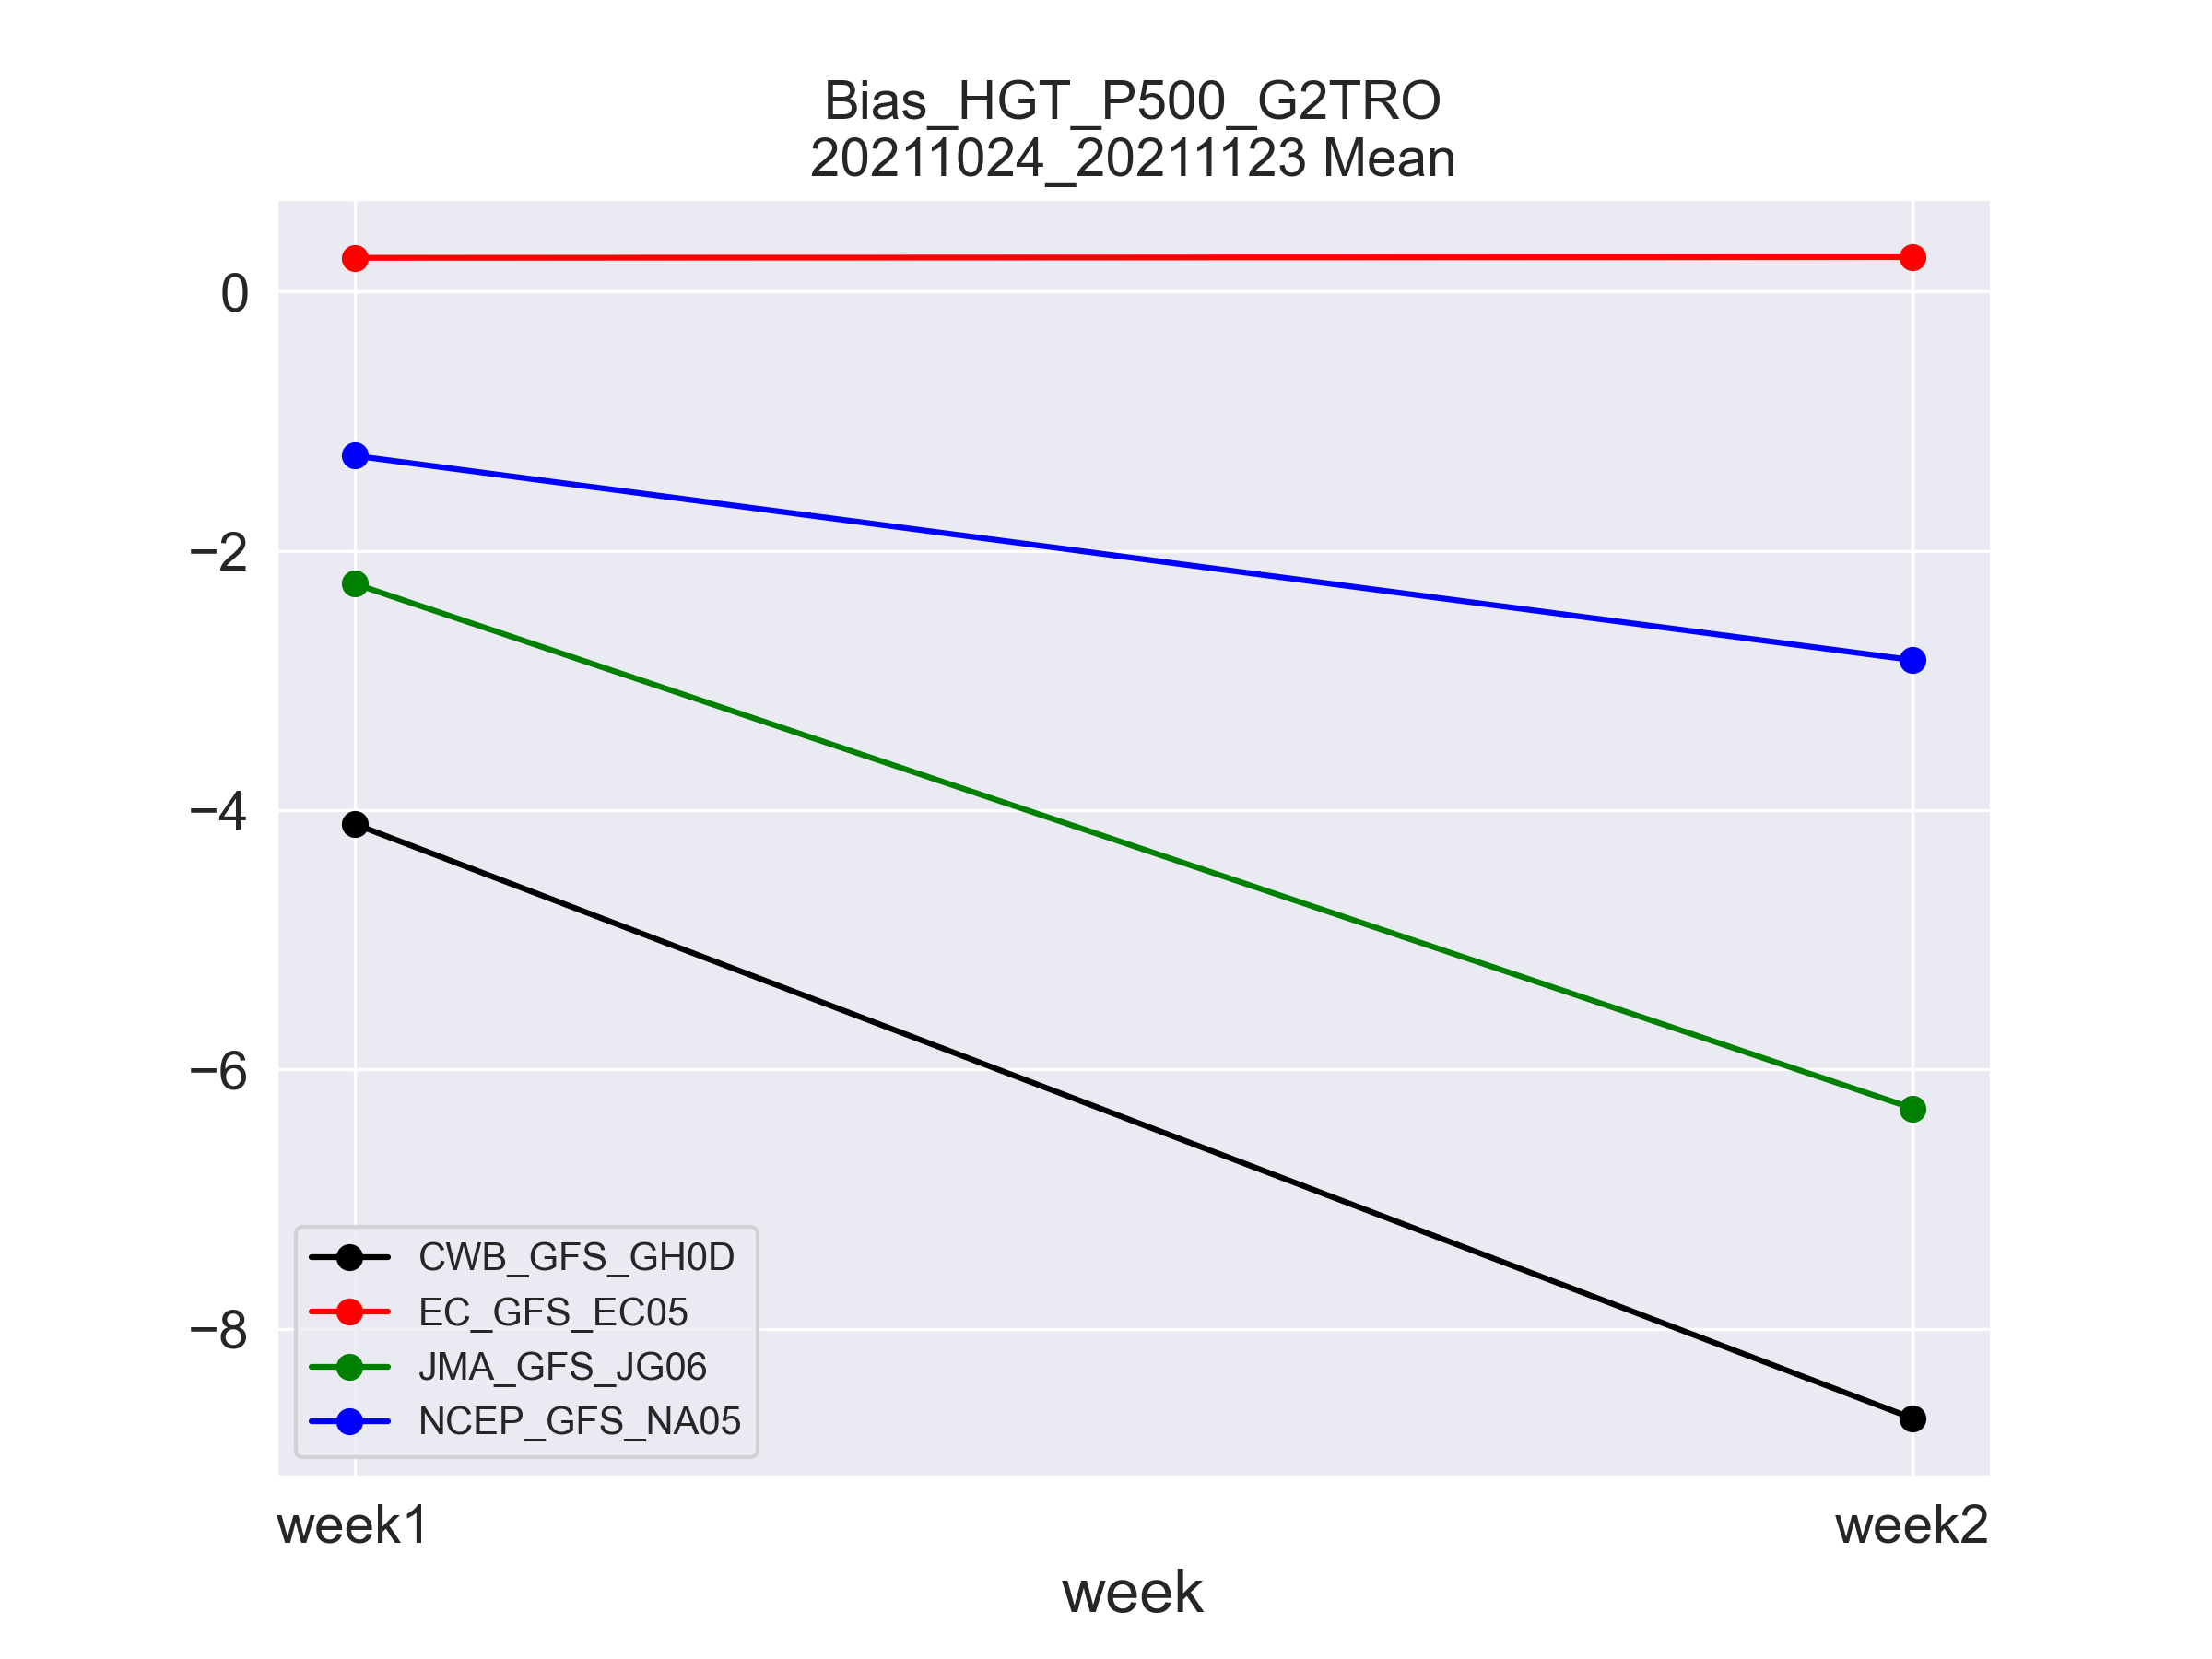 Bias_HGT_P500_G2TRO
20211024_20211123 Mean
0
−2
−4
−6
−8
CWB_GFS_GH0D
EC_GFS_EC05
JMA_GFS_JG06
NCEP_GFS_NA05
week1
week2
week